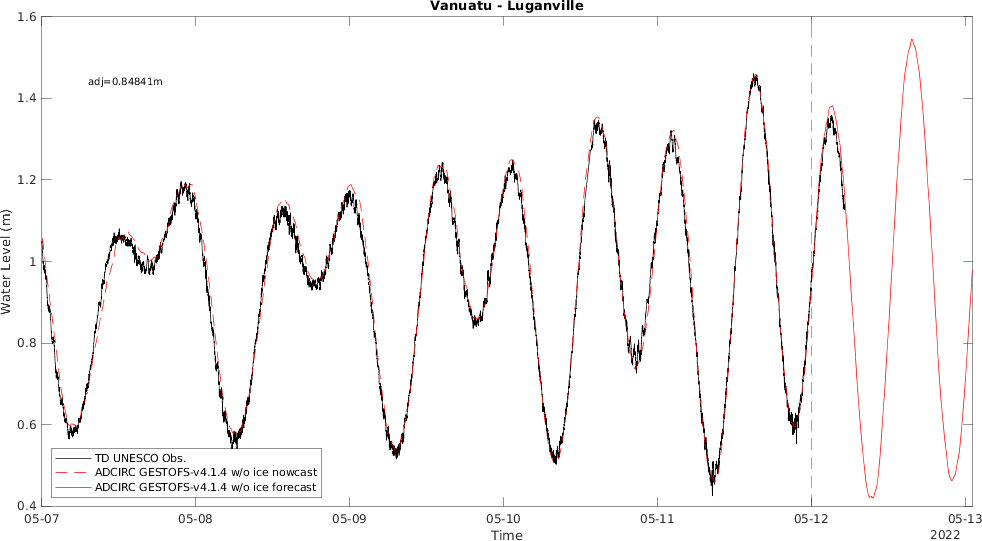 Vanuatu - Luganville
1.6
1.4
1.2
1
0.8
0.6
0.4
Water Level (m)
adj=0.84841m
TD UNESCO Obs.
ADCIRC GESTOFS-v4.1.4 w/o ice nowcast
ADCIRC GESTOFS-v4.1.4 w/o ice forecast
05-07 05-08 05-09 05-10 05-11 05-12 05-13
Time
2022